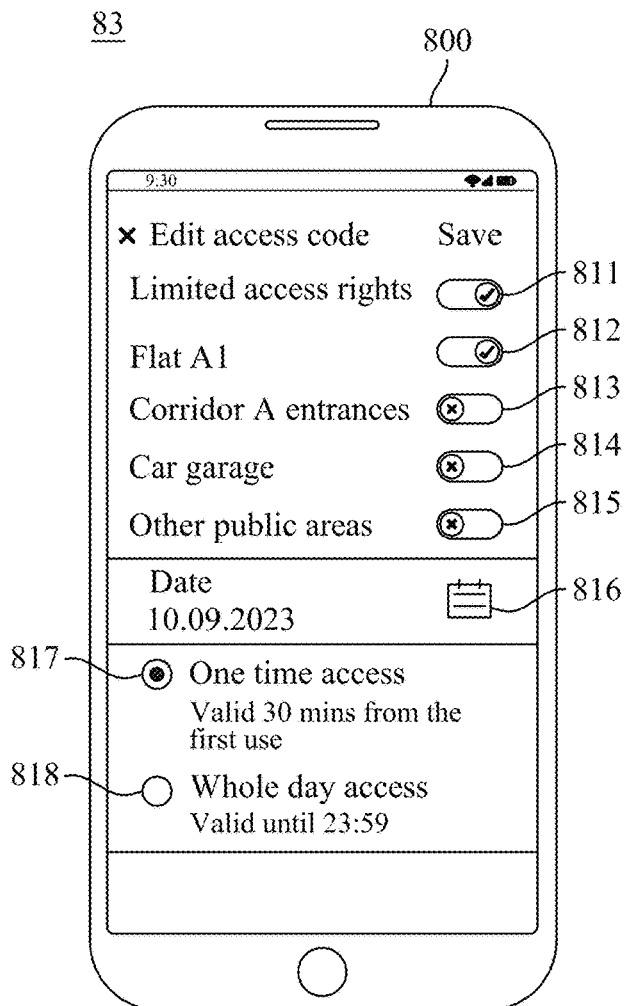 83
800
9:30
× Edit access code Save
Limited access rights
811
Flat A1
812
Corridor A entrances
813
Car garage
814
Other public areas
815
Date
10.09.2023
816
817
One time access
Valid 30 mins from the
first use
818
Whole day access
Valid until 23:59